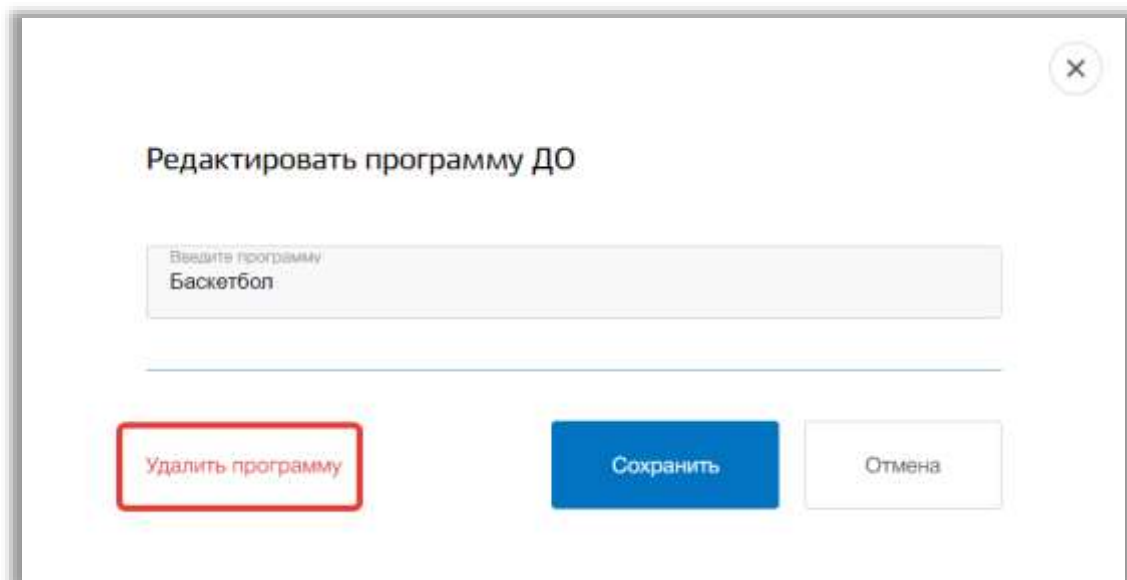 Редактировать программу ДО
Введите программу
Баскетбол
Удалить программу
Сохранить
Отмена